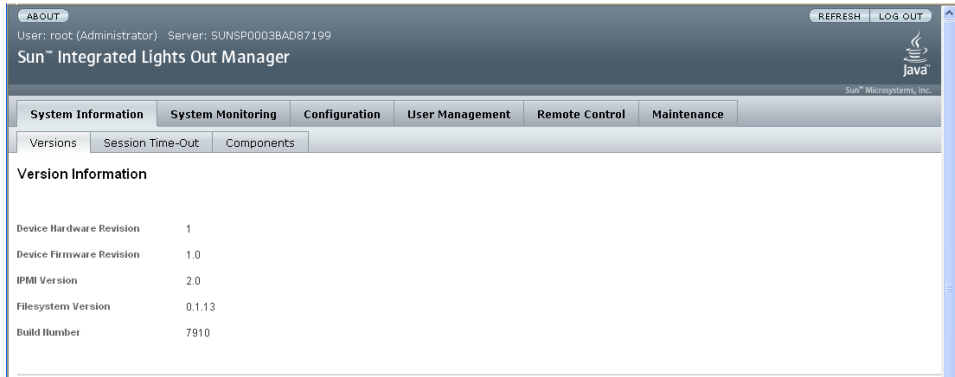 ABOUT REFRESH LOG OUT
User: root (Administrator) Server: SUNSP0003BAD87199
Sun™ Integrated Lights Out Manager
Java™
Sun™ Microsystems, Inc.
System Information System Monitoring Configuration User Management Remote Control Maintenance
Versions Session Time-Out Components
Version Information
Device Hardware Revision 1
Device Firmware Revision 1.0
IPMI Version 2.0
Filesystem Version 0.1.13
Build Number 7910